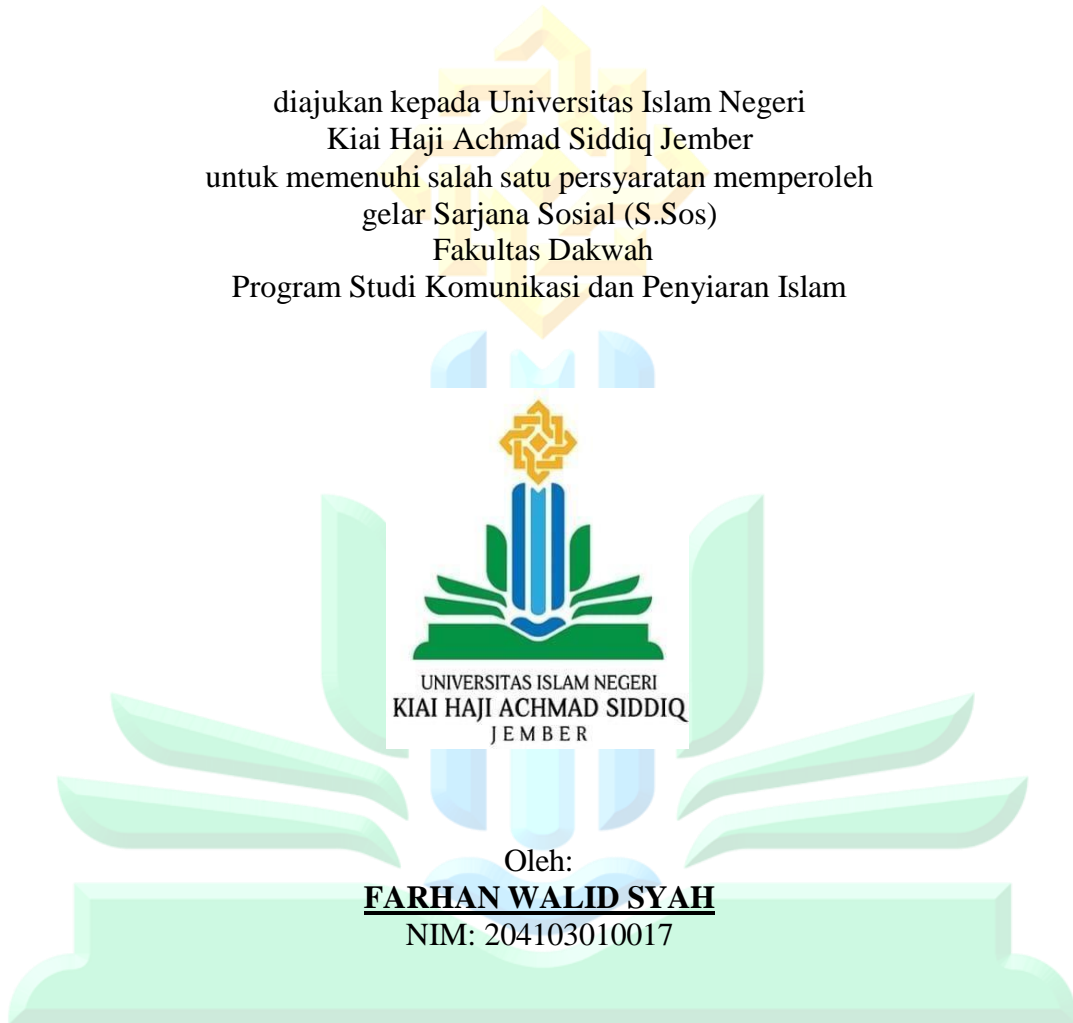 diajukan kepada Universitas Islam Negeri
Kiai Haji Achmad Siddiq Jember
untuk memenuhi salah satu persyaratan memperoleh
gelar Sarjana Sosial (S.Sos)
Fakultas Dakwah
Program Studi Komunikasi dan Penyiaran Islam
UNIVERSITAS ISLAM NEGERI
KIAI HAJI ACHMAD SIDDIQ
JEMBER
Oleh:
FARHAN WALID SYAH
NIM: 204103010017